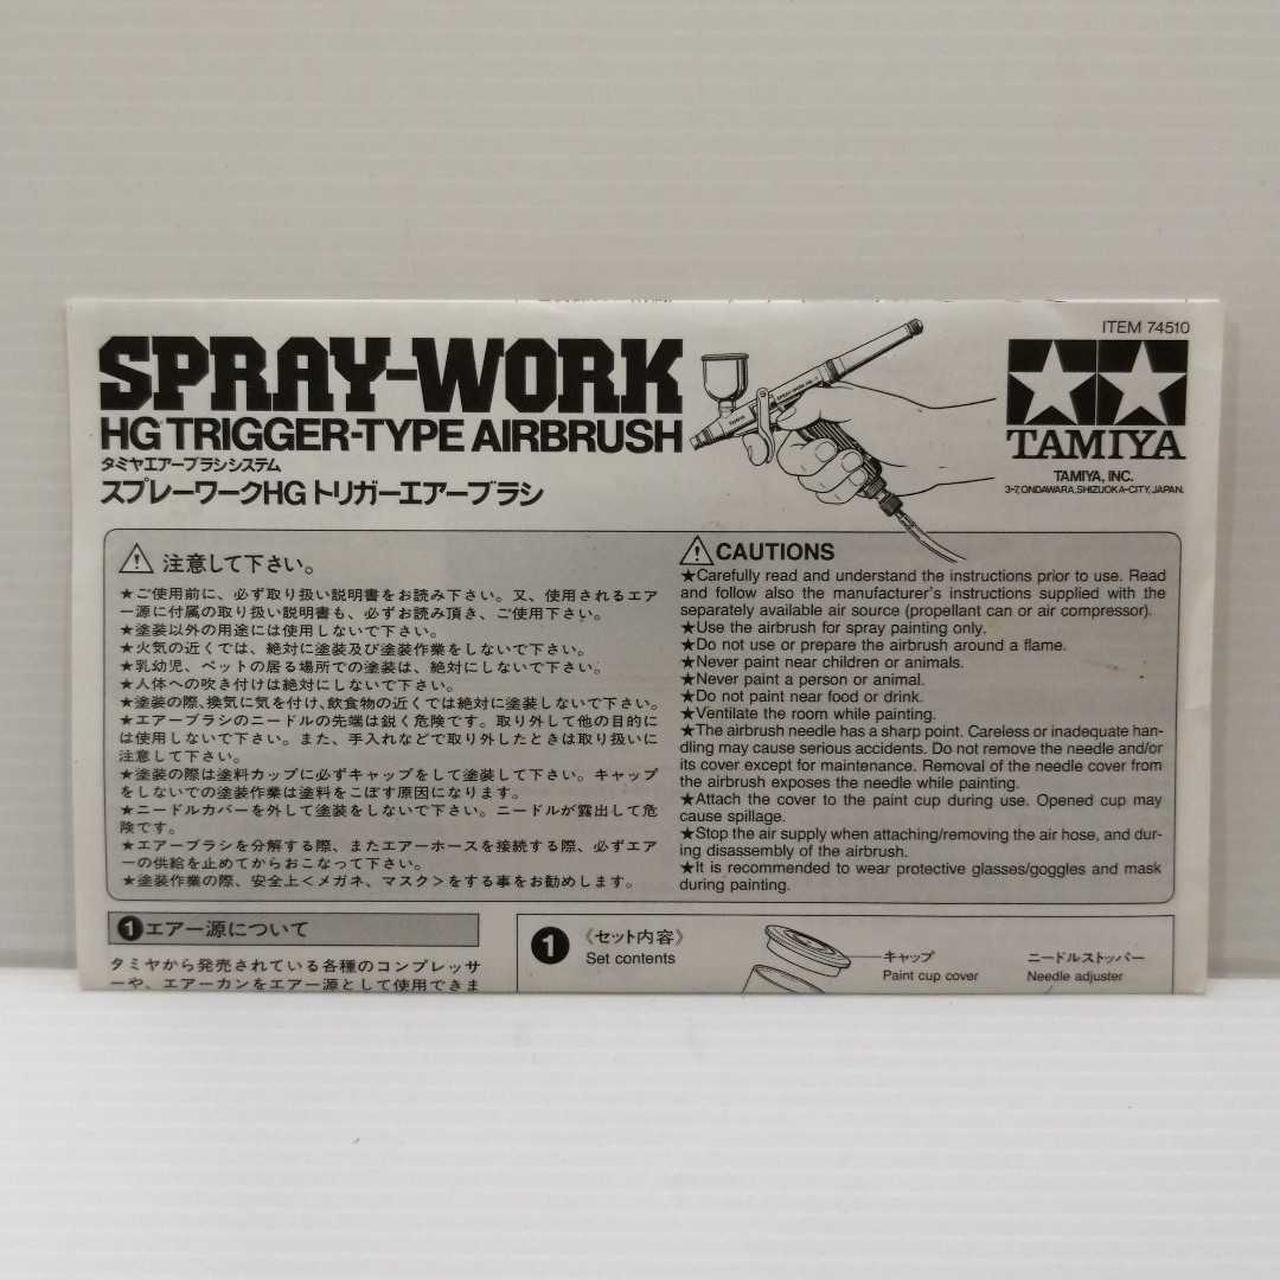 ITEM 74510
SPRAY-WORK
HG TRIGGER-TYPE AIRBRUSH
タミヤエアーブラシシステム
スプレーワークHG トリガーエアーブラシ
TAMIYA
TAMIYA, INC.
3-7, ONDAWARA, SHIZUOKA-CITY, JAPAN.
注意して下さい。
★ご使用前に、必ず取り扱い説明書をお読み下さい。又、使用されるエア
ー源に付属の取り扱い説明書も、必ずお読み頂き、ご使用下さい。
★塗装以外の用途には使用しないで下さい。
★火気の近くでは、絶対に塗装及び塗装作業をしないで下さい。
★乳幼児、ペットの居る場所での塗装は、絶対にしないで下さい。
★人体への吹き付けは絶対にしないで下さい。
★塗装の際、換気に気を付け、飲食物の近くでは絶対に塗装しないで下さい。
★エアーブラシのニードルの先端は鋭く危険です。取り外して他の目的に
は使用しないで下さい。また、手入れなどで取り外したときは取り扱いに
注意して下さい。
★塗装の際は塗料カップに必ずキャップをして塗装して下さい。キャップ
をしないでの塗装作業は塗料をこぼす原因になります。
★ニードルカバーを外して塗装をしないで下さい。ニードルが露出して危
険です。
★エアーブラシを分解する際、またエアーホースを接続する際、必ずエア
ーの供給を止めてからおこなって下さい。
★塗装作業の際、安全上＜メガネ、マスク＞をする事をお勧めします。
CAUTIONS
★Carefully read and understand the instructions prior to use. Read
and follow also the manufacturer's instructions supplied with the
separately available air source (propellant can or air compressor).
★Use the airbrush for spray painting only.
★Do not use or prepare the airbrush around a flame.
★Never paint near children or animals.
★Never paint a person or animal.
★Do not paint near food or drink.
★Ventilate the room while painting.
★The airbrush needle has a sharp point. Careless or inadequate han-
dling may cause serious accidents. Do not remove the needle and/or
its cover except for maintenance. Removal of the needle cover from
the airbrush exposes the needle while painting.
★Attach the cover to the paint cup during use. Opened cup may
cause spillage.
★Stop the air supply when attaching/removing the air hose, and dur-
ing disassembly of the airbrush.
★It is recommended to wear protective glasses/goggles and mask
during painting.
❶エアー源について
タミヤから発売されている各種のコンプレッサ
ーや、エアーカンをエアー源として使用できま
❶
《セット内容》
Set contents
キャップ
Paint cup cover
ニードルストッパー
Needle adjuster